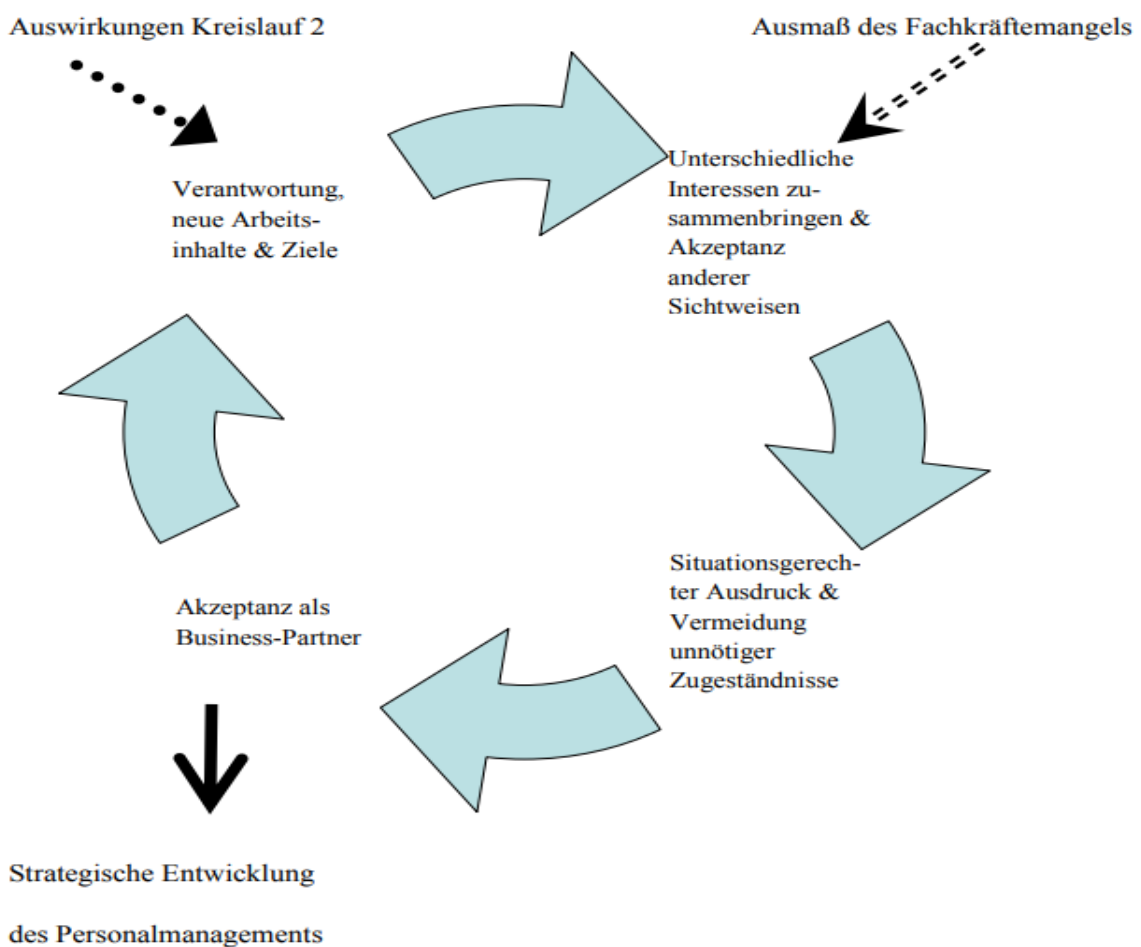 Auswirkungen Kreislauf 2
Ausmaß des Fachkräftemangels
Verantwortung,
neue Arbeits-
inhalte & Ziele
Unterschiedliche
Interessen zu-
sammenbringen &
Akzeptanz
anderer
Sichtweisen
Situationsgerech-
ter Ausdruck &
Vermeidung
unnötiger
Zugeständnisse
Akzeptanz als
Business-Partner
Strategische Entwicklung
des Personalmanagements